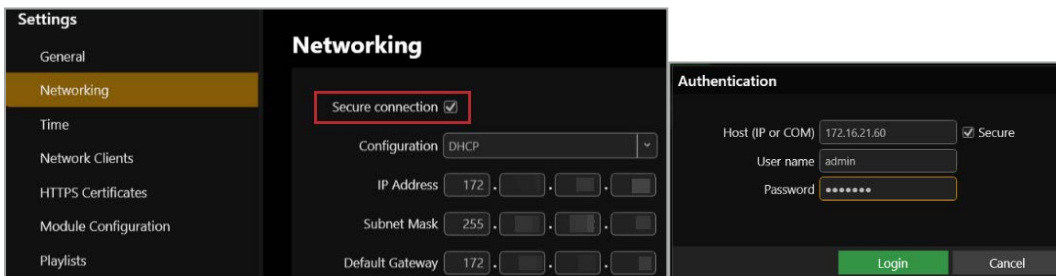 Settings
General
Networking
Time
Network Clients
HTTPS Certificates
Module Configuration
Playlists
Networking
Secure connection
Configuration DHCP
IP Address 172 . . .
Subnet Mask 255 . . .
Default Gateway 172 . . .
Authentication
Host (IP or COM) 172.16.21.60 Secure
User name admin
Password •••••••
Login Cancel